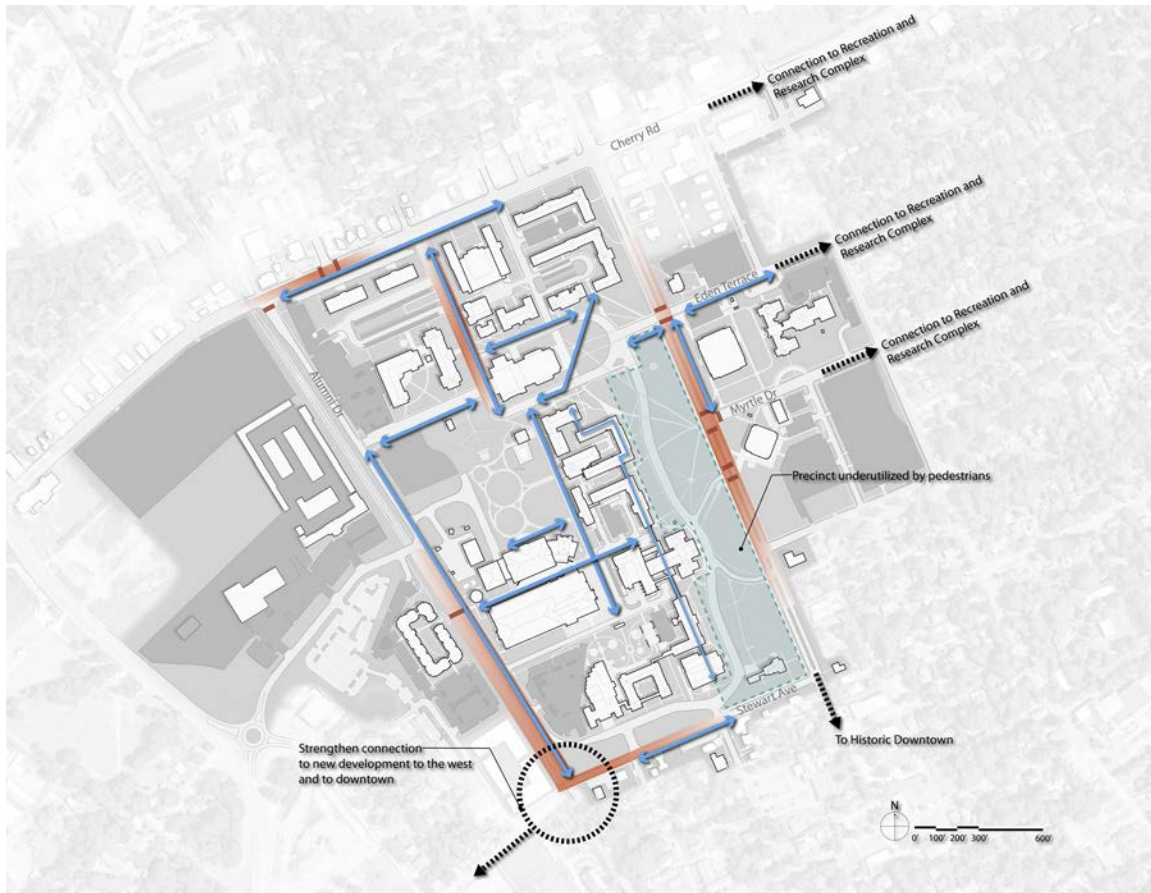 Connection to Recreation and
Research Complex
Cherry Rd
Connection to Recreation and
Research Complex
Eden Terrace
Connection to Recreation and
Research Complex
Alumni Dr
Myrtle Dr
Precinct underutilized by pedestrians
Stewart Ave
To Historic Downtown
Strengthen connection
to new development to the west
and to downtown
N
0' 100' 200' 300' 600'